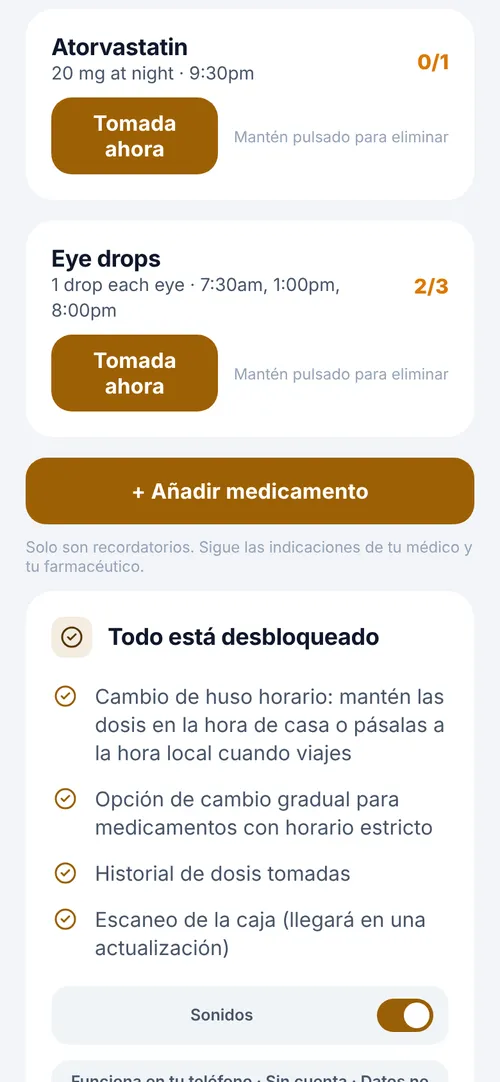 Atorvastatin
20 mg at night · 9:30pm
0/1
Tomada
ahora
Mantén pulsado para eliminar
Eye drops
1 drop each eye · 7:30am, 1:00pm,
8:00pm
2/3
Tomada
ahora
Mantén pulsado para eliminar
+ Añadir medicamento
Solo son recordatorios. Sigue las indicaciones de tu médico y
tu farmacéutico.
Todo está desbloqueado
Cambio de huso horario: mantén las
dosis en la hora de casa o pásalas a
la hora local cuando viajes
Opción de cambio gradual para
medicamentos con horario estricto
Historial de dosis tomadas
Escaneo de la caja (llegará en una
actualización)
Sonidos
Funciona en tu teléfono · Sin cuenta · Datos no